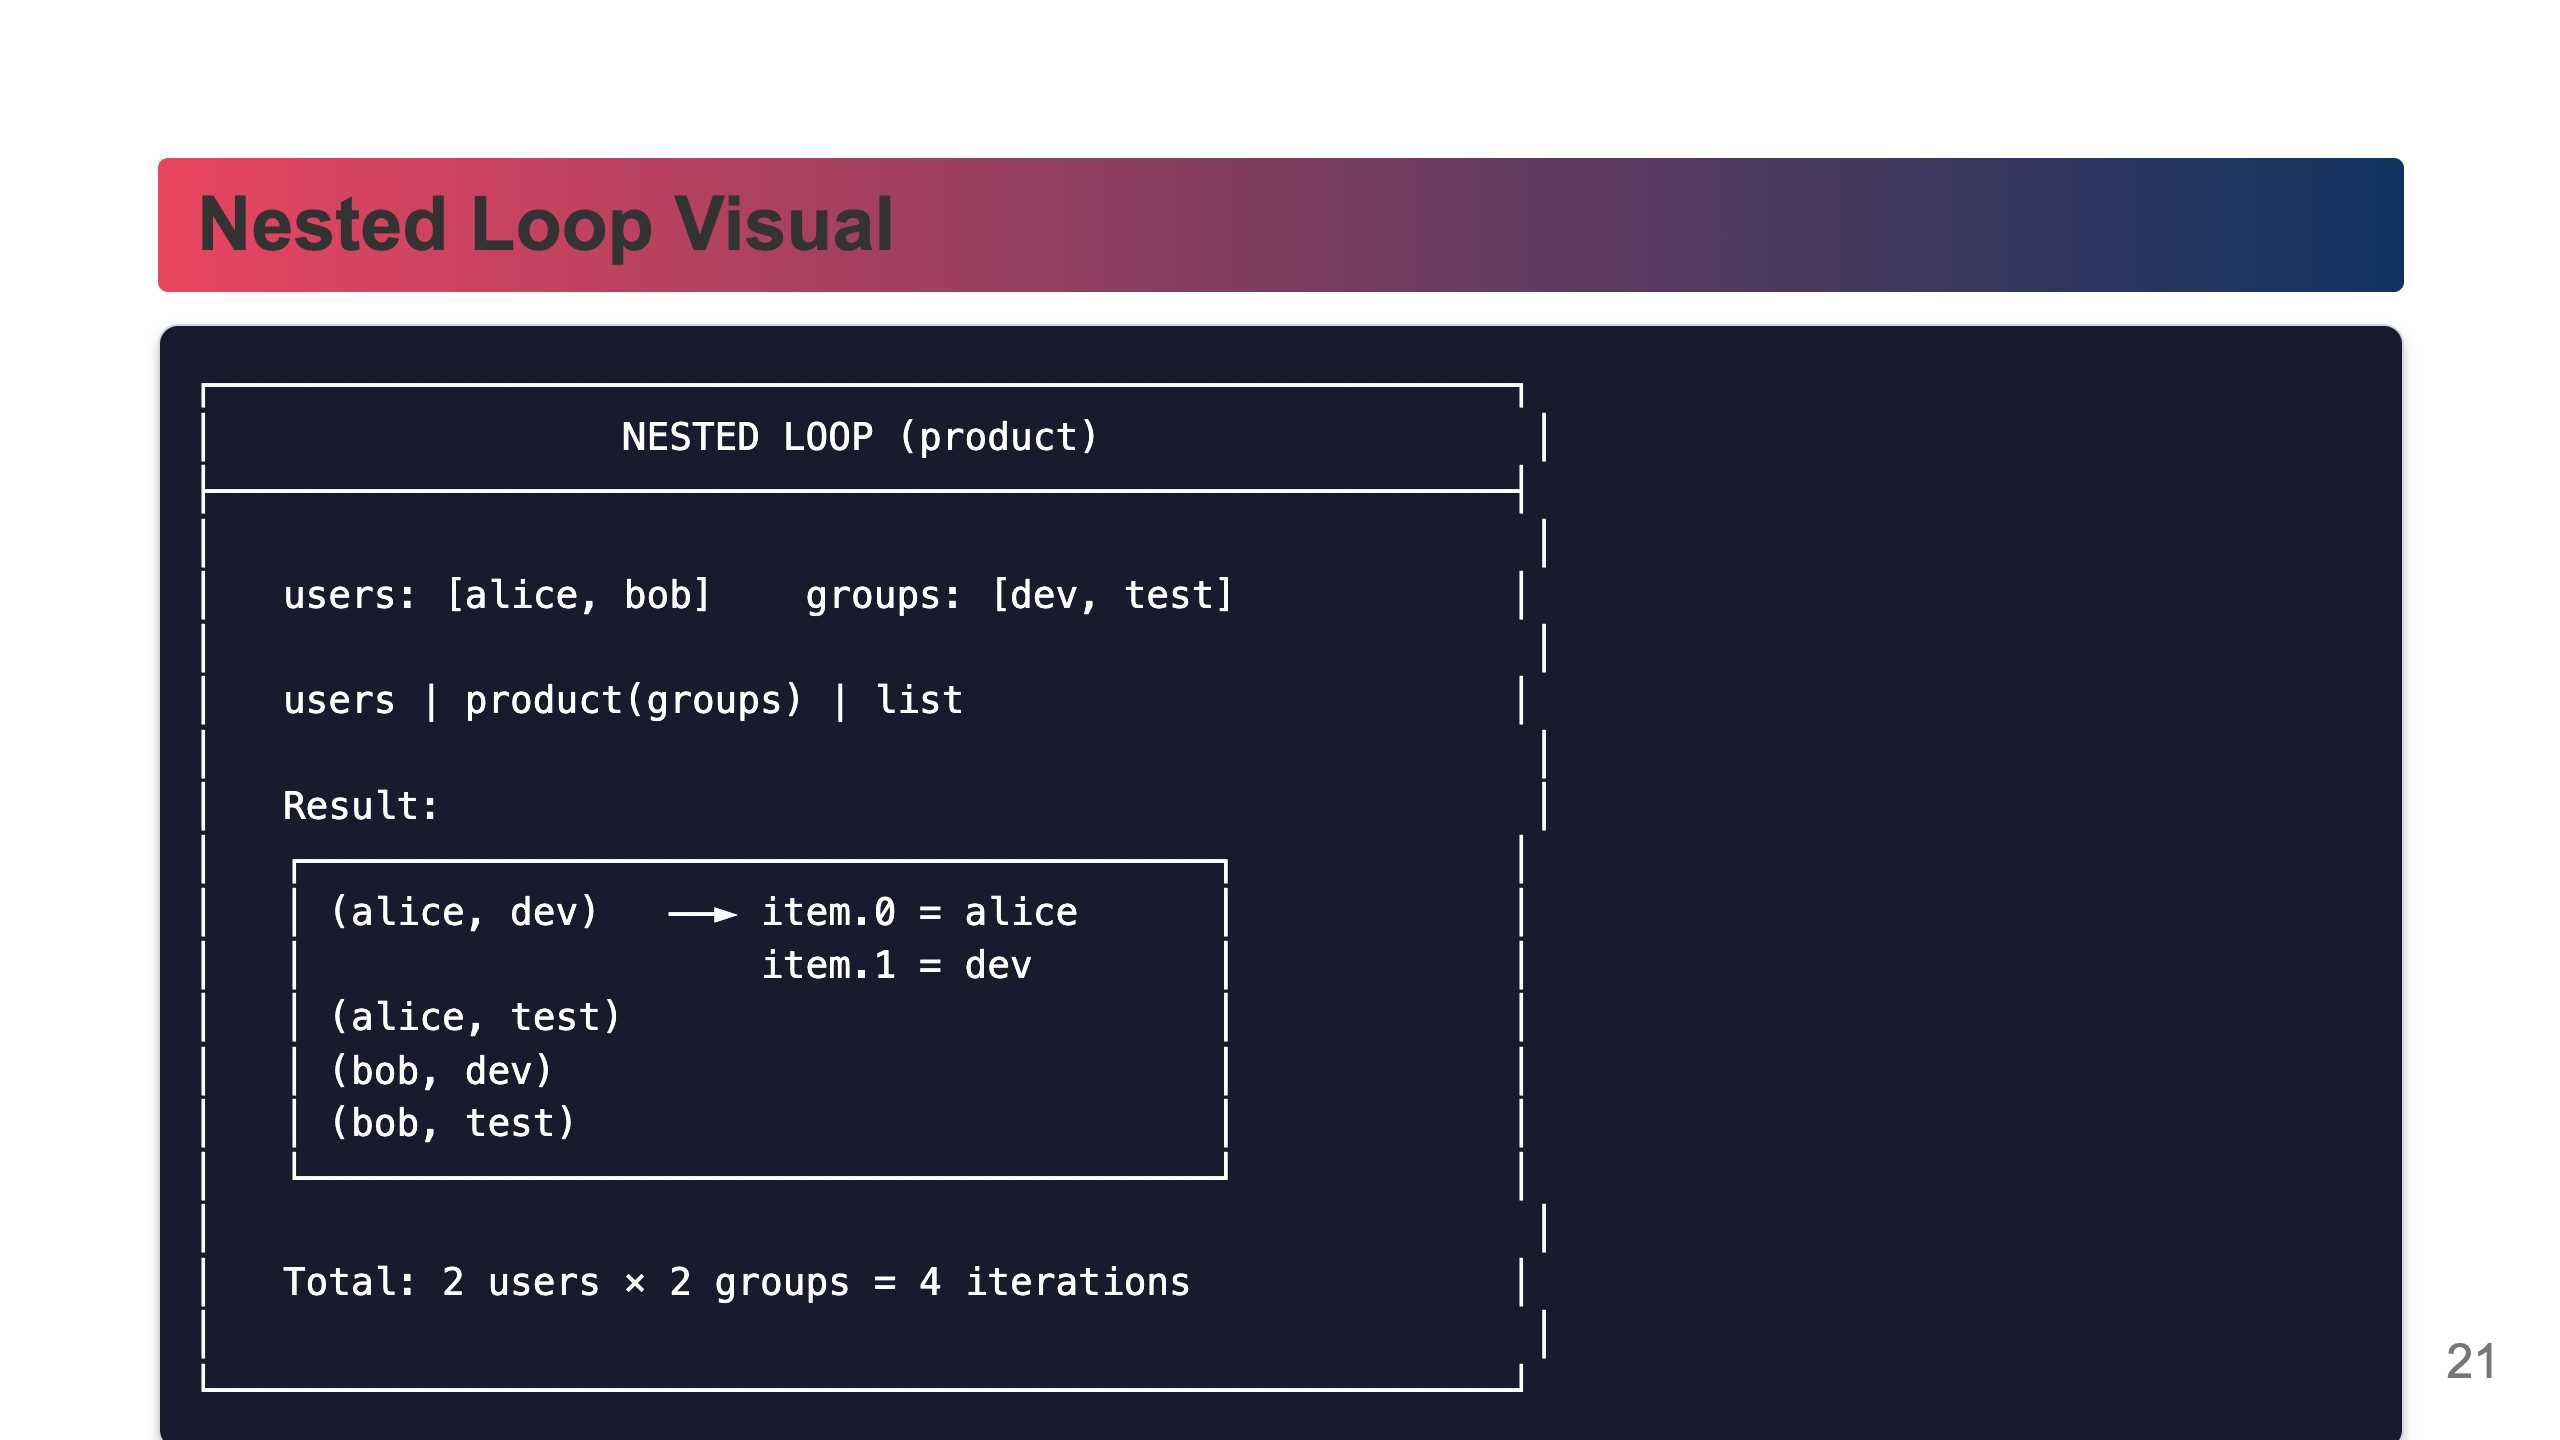 Nested Loop Visual
NESTED LOOP (product)
users: [alice, bob]    groups: [dev, test]
users | product(groups) | list
Result:
(alice, dev)   ──► item.0 = alice
item.1 = dev
(alice, test)
(bob, dev)
(bob, test)
Total: 2 users × 2 groups = 4 iterations
21